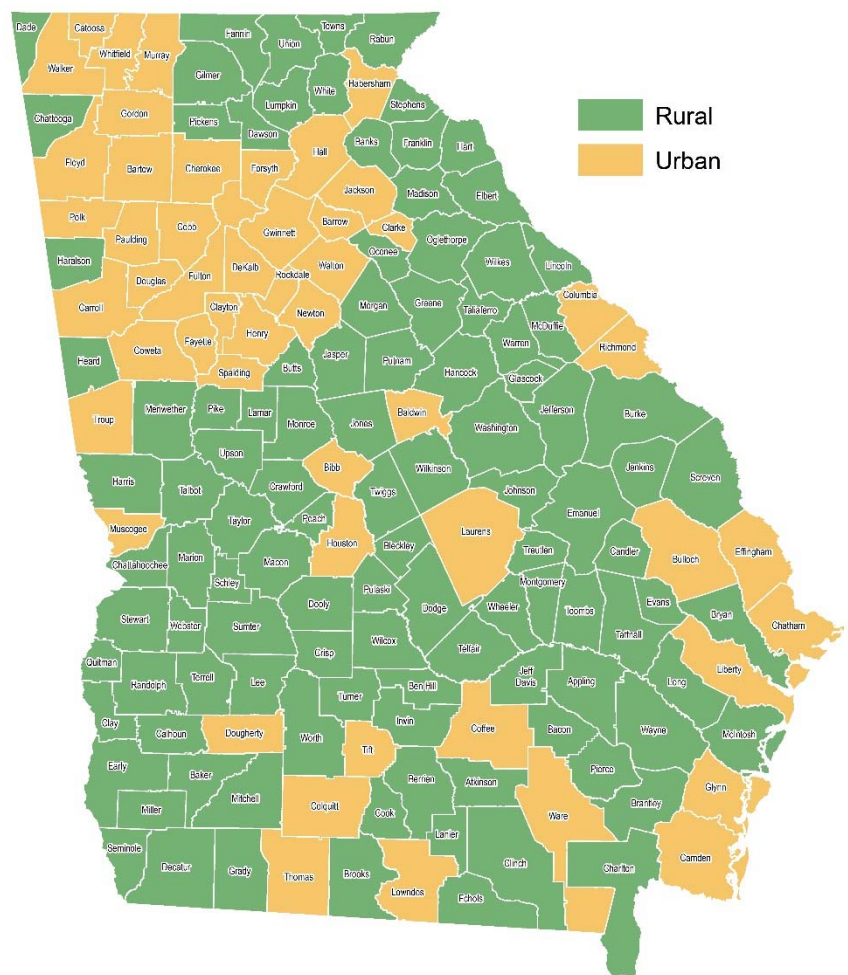 Dade
Catoosa
Fannin
Towns
Union
Rabun
Whitfield
Murray
Walker
Gilmer
Habersham
White
Lumpkin
Stephens
Chattooga
Gordon
Pickens
Dawson
Banks
Franklin
Hart
Hall
Floyd
Bartow
Cherokee
Forsyth
Jackson
Madison
Elbert
Polk
Cobb
Gwinnett
Barrow
Clarke
Paulding
Oglethorpe
Haralson
Oconee
DeKalb
Walton
Wilkes
Lincoln
Fulton
Rockdale
Douglas
Columbia
Carroll
Clayton
Newton
Morgan
Greene
Taliaferro
McDuffie
Henry
Fayette
Warren
Richmond
Coweta
Heard
Spalding
Butts
Jasper
Putnam
Hancock
Glascock
Troup
Meriwether
Pike
Lamar
Monroe
Jones
Baldwin
Washington
Jefferson
Burke
Upson
Bibb
Wilkinson
Jenkins
Screven
Harris
Talbot
Crawford
Twiggs
Johnson
Emanuel
Muscogee
Taylor
Peach
Houston
Laurens
Bleckley
Treutlen
Candler
Bulloch
Effingham
Chattahoochee
Marion
Macon
Schley
Pulaski
Montgomery
Stewart
Webster
Sumter
Dooly
Dodge
Wheeler
Toombs
Evans
Bryan
Tattnall
Chatham
Quitman
Crisp
Wilcox
Telfair
Randolph
Terrell
Lee
Turner
Ben Hill
Jeff
Davis
Appling
Long
Liberty
Clay
Calhoun
Dougherty
Worth
Irwin
Coffee
Bacon
Wayne
McIntosh
Tift
Early
Baker
Berrien
Atkinson
Pierce
Miller
Mitchell
Colquitt
Cook
Ware
Brantley
Glynn
Seminole
Lanier
Clinch
Camden
Decatur
Grady
Thomas
Brooks
Lowndes
Echols
Charlton
Rural
Urban